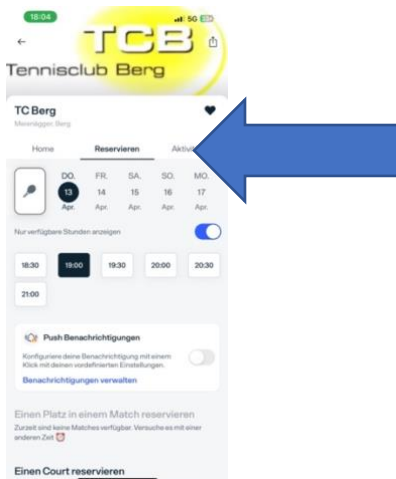 18:04
5G
TCB
Tennisclub Berg
TC Berg
Berg
Home Reservieren
DO. FR. SA. SO. MO.
13 14 15 16 17
Apr. Apr. Apr. Apr. Apr.
Nur verfügbare Stunden anzeigen
18:30 19:00 19:30 20:00 20:30
21:00
Push Benachrichtigungen
Konfiguriere deine Benachrichtigung mit einem
Klick mit deinen vordefinierten Einstellungen.
Benachrichtigungen verwalten
Einen Platz in einem Match reservieren
Zurzeit sind keine Matches verfügbar. Versuche es mit einer
anderen Zeit
Einen Court reservieren